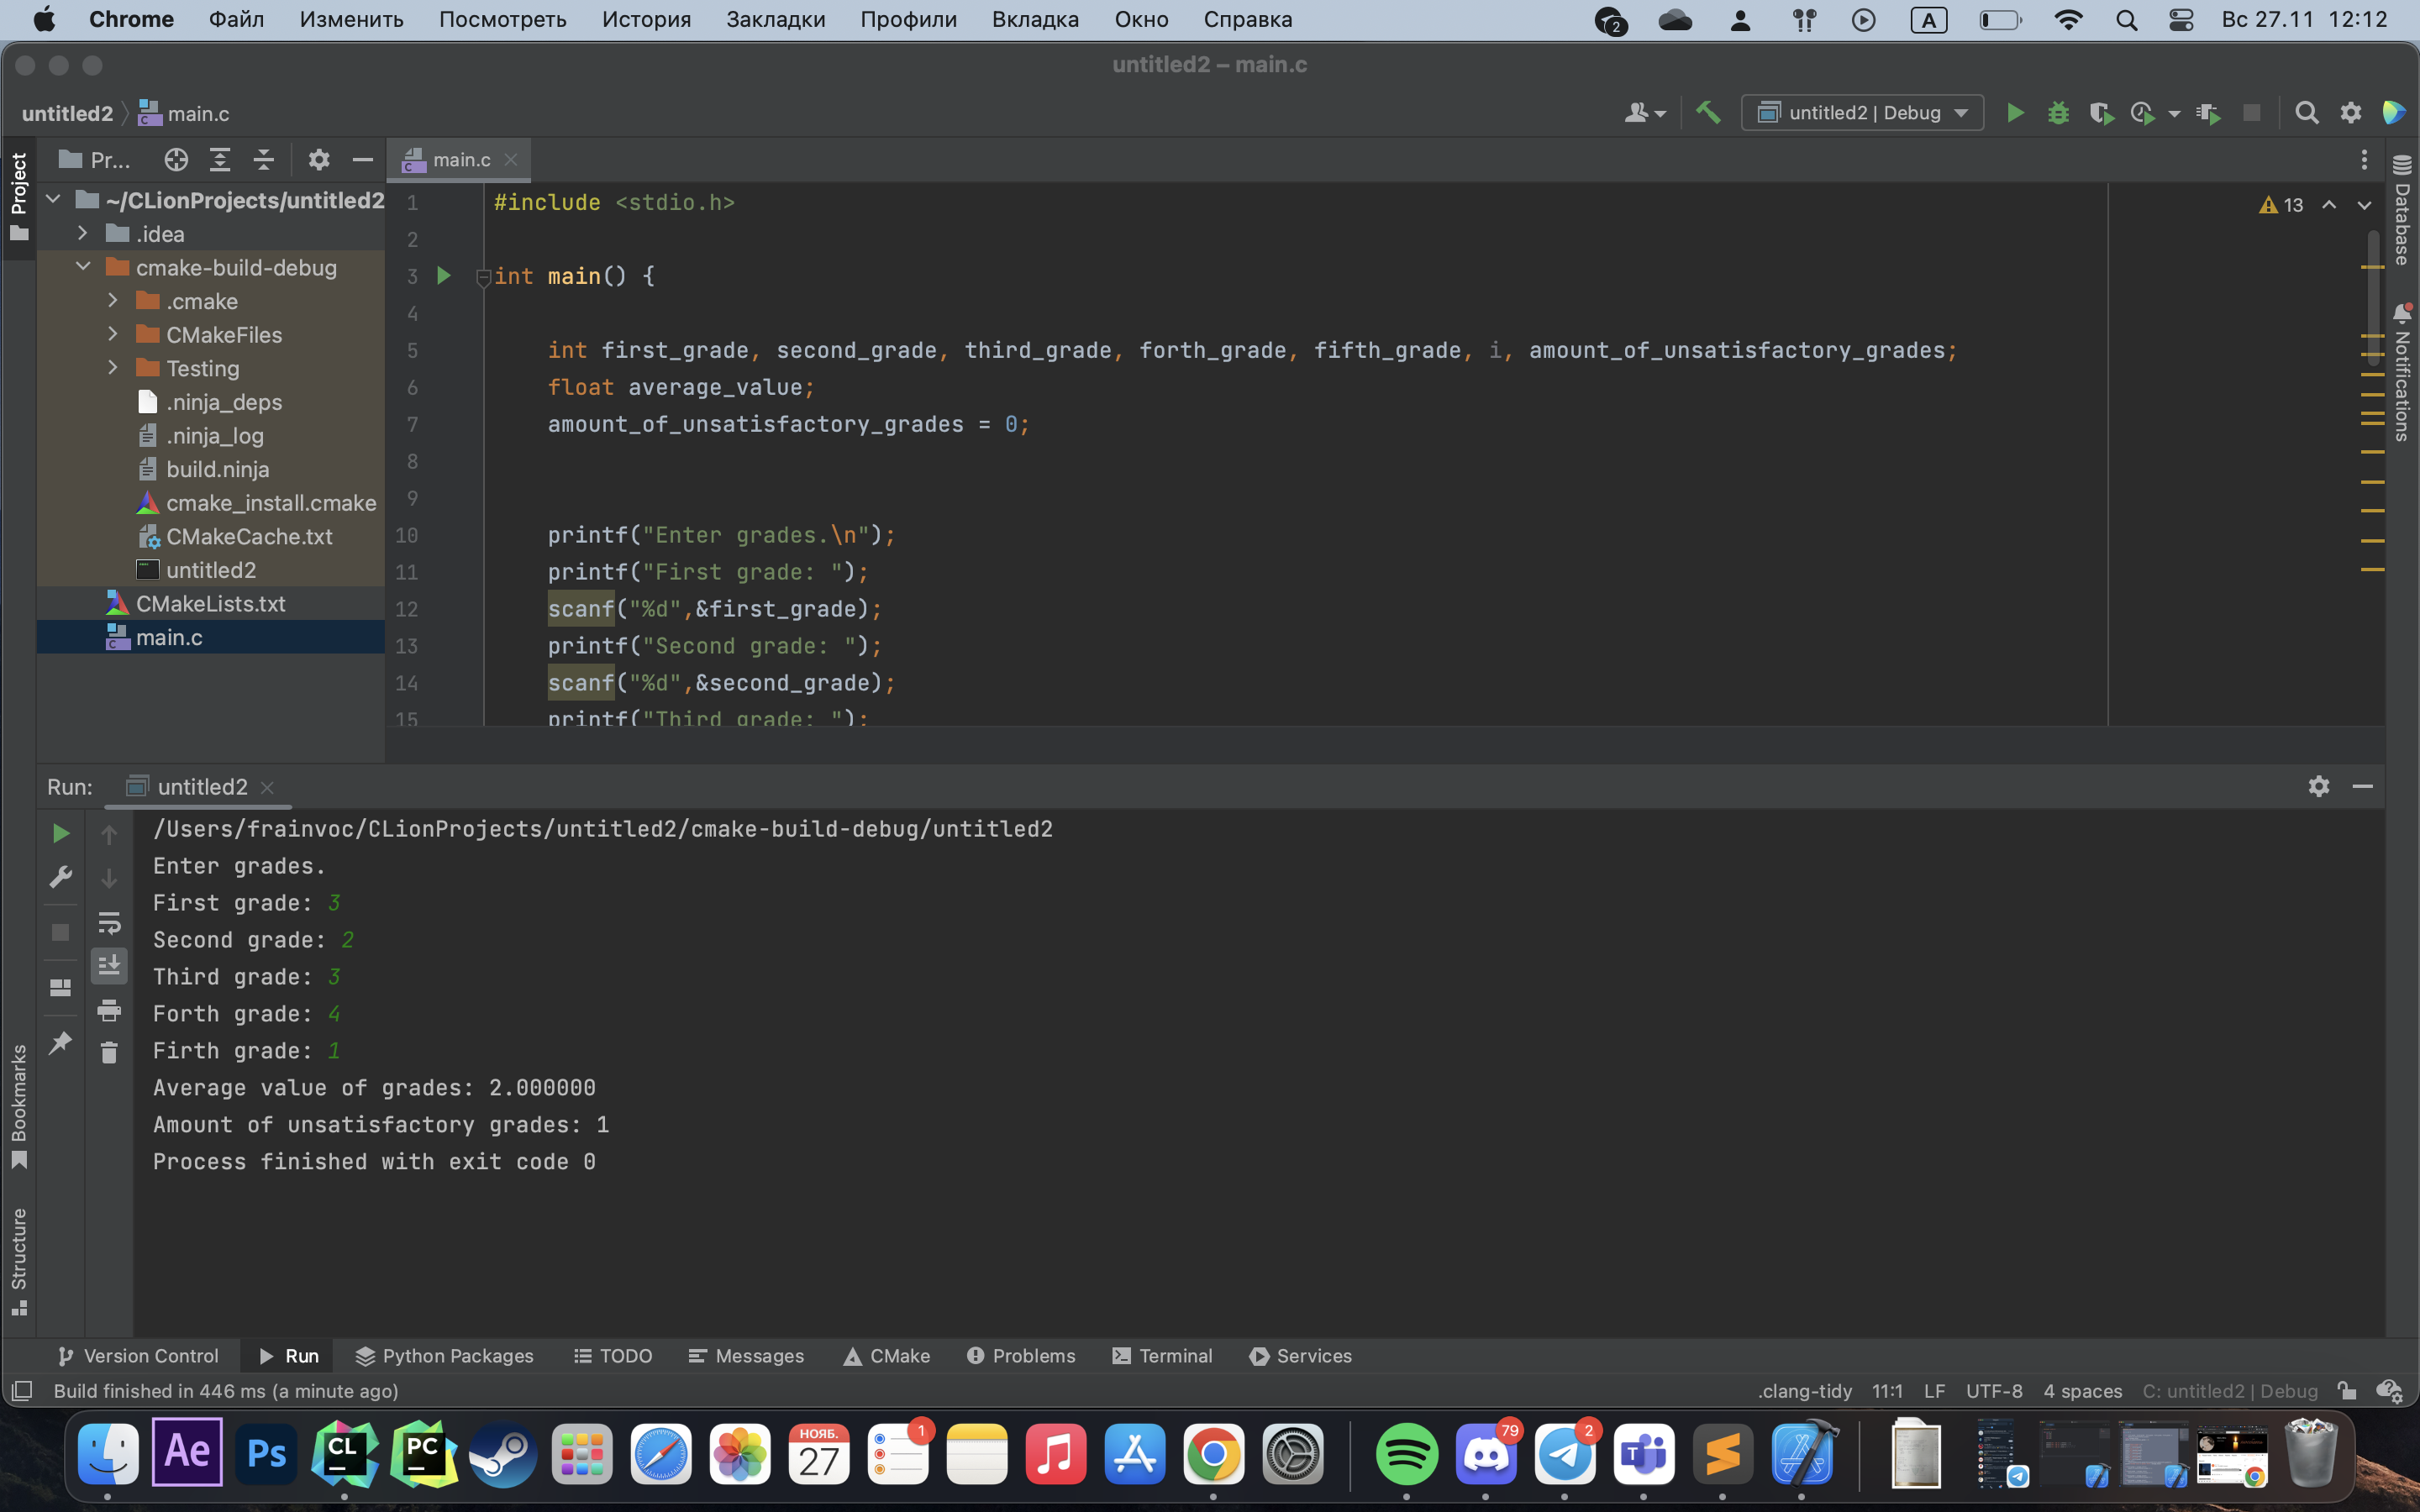 Chrome Файл Изменить Посмотреть История Закладки Профили Вкладка Окно Справка 2 A Вс 27.11 12:12
untitled2 – main.c
untitled2 main.c untitled2 | Debug
Project
Pr...
main.c
~/CLionProjects/untitled2
.idea
cmake-build-debug
.cmake
CMakeFiles
Testing
.ninja_deps
.ninja_log
build.ninja
cmake_install.cmake
CMakeCache.txt
untitled2
CMakeLists.txt
main.c
1 #include <stdio.h>
2
3 int main() {
4
5 int first_grade, second_grade, third_grade, forth_grade, fifth_grade, i, amount_of_unsatisfactory_grades;
6 float average_value;
7 amount_of_unsatisfactory_grades = 0;
8
9
10 printf("Enter grades.\n");
11 printf("First grade: ");
12 scanf("%d",&first_grade);
13 printf("Second grade: ");
14 scanf("%d",&second_grade);
15 printf("Third grade: ");
13
Database
Notifications
Run: untitled2
/Users/frainvoc/CLionProjects/untitled2/cmake-build-debug/untitled2
Enter grades.
First grade: 3
Second grade: 2
Third grade: 3
Forth grade: 4
Firth grade: 1
Average value of grades: 2.000000
Amount of unsatisfactory grades: 1
Process finished with exit code 0
Bookmarks
Structure
Version Control Run Python Packages TODO Messages CMake Problems Terminal Services
Build finished in 446 ms (a minute ago) .clang-tidy 11:1 LF UTF-8 4 spaces C: untitled2 | Debug
Ae Ps CL PC НОЯБ. 27 1 79 2 T